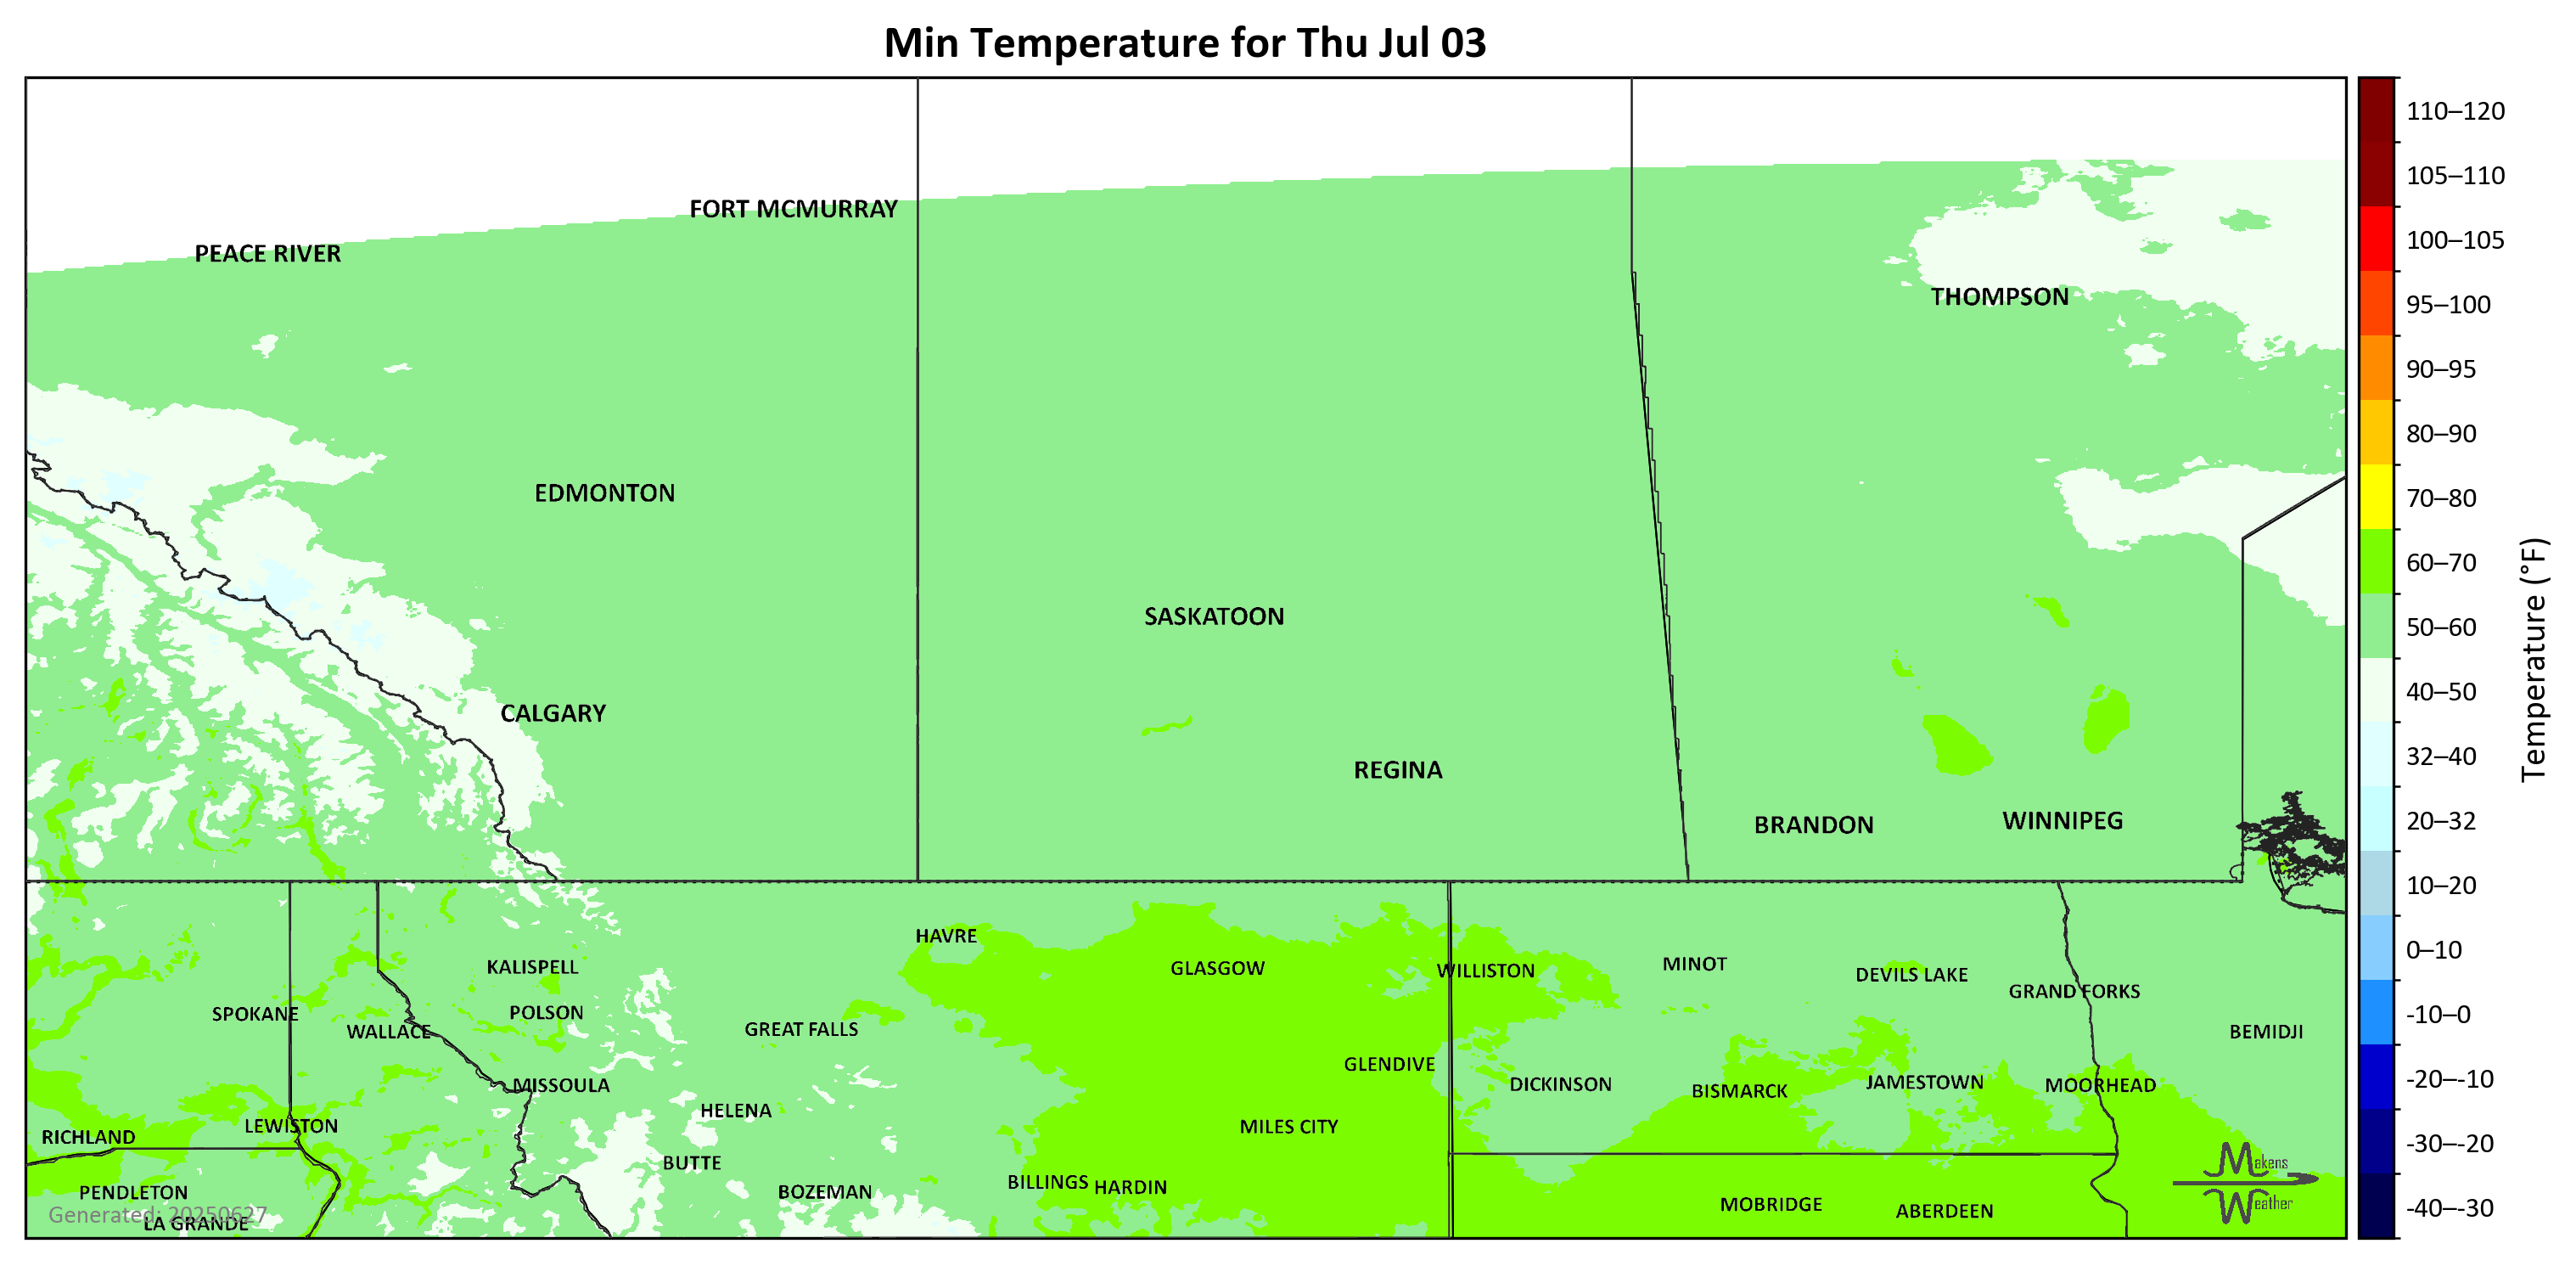 Min Temperature for Thu Jul 03
110–120
105–110
100–105
95–100
90–95
80–90
70–80
60–70
50–60
40–50
32–40
20–32
10–20
0–10
-10–0
-20–-10
-30–-20
-40–-30
Temperature (°F)
FORT MCMURRAY
PEACE RIVER
THOMPSON
EDMONTON
SASKATOON
CALGARY
REGINA
BRANDON
WINNIPEG
HAVRE
KALISPELL
GLASGOW
WILLISTON
MINOT
DEVILS LAKE
GRAND FORKS
SPOKANE
POLSON
WALLACE
GREAT FALLS
BEMIDJI
GLENDIVE
MISSOULA
DICKINSON
BISMARCK
JAMESTOWN
MOORHEAD
HELENA
LEWISTON
MILES CITY
RICHLAND
BUTTE
BILLINGS
HARDIN
PENDLETON
BOZEMAN
MOBRIDGE
ABERDEEN
Generated: 20250627
LA GRANDE
Makens
Weather